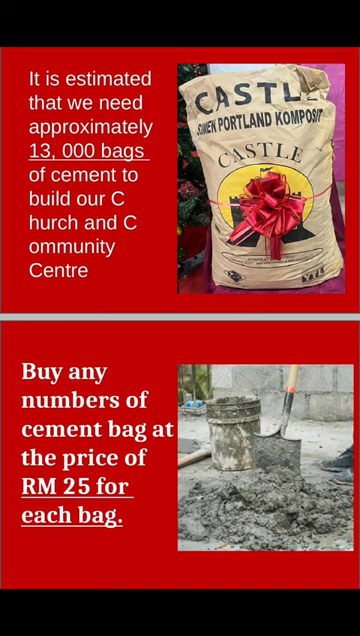 It is estimated
that we need
approximately
13, 000 bags
of cement to
build our C
hurch and C
ommunity
Centre
CASTLE
SIMEN PORTLAND KOMPOSIT
CASTLE
Buy any
numbers of
cement bag at
the price of
RM 25 for
each bag.